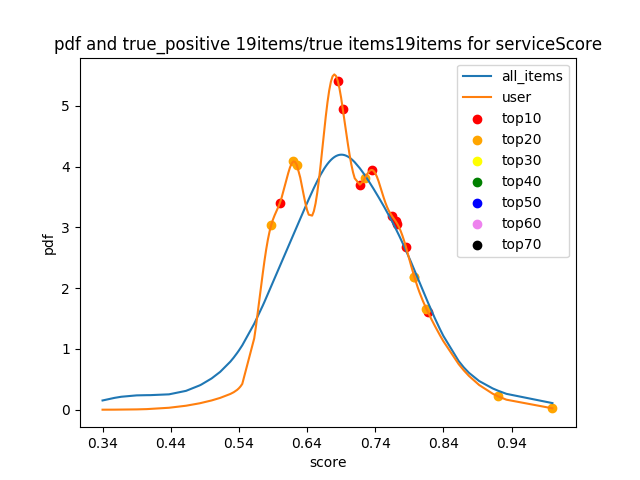 pdf and true_positive 19items/true items19items for serviceScore
all_items
user
top10
top20
top30
top40
top50
top60
top70
pdf
5
4
3
2
1
0
0.34 0.44 0.54 0.64 0.74 0.84 0.94
score